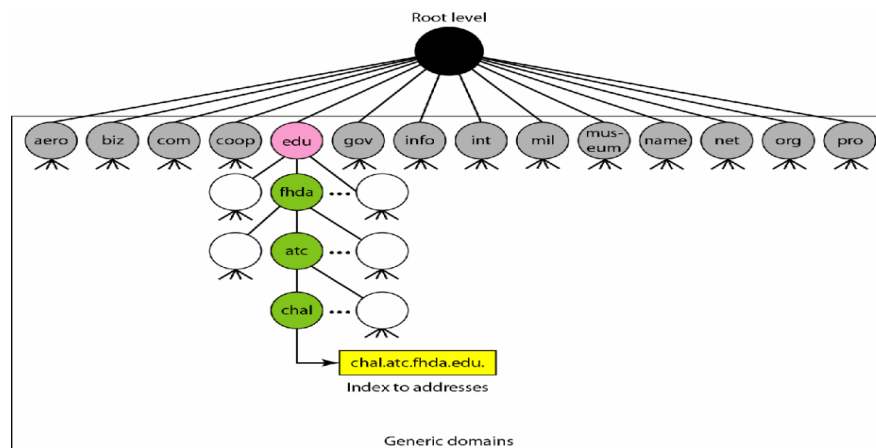 Root level
aero biz com coop edu gov info int mil mus-
eum name net org pro
fhda ...
atc ...
chal ...
chal.atc.fhda.edu.
Index to addresses
Generic domains